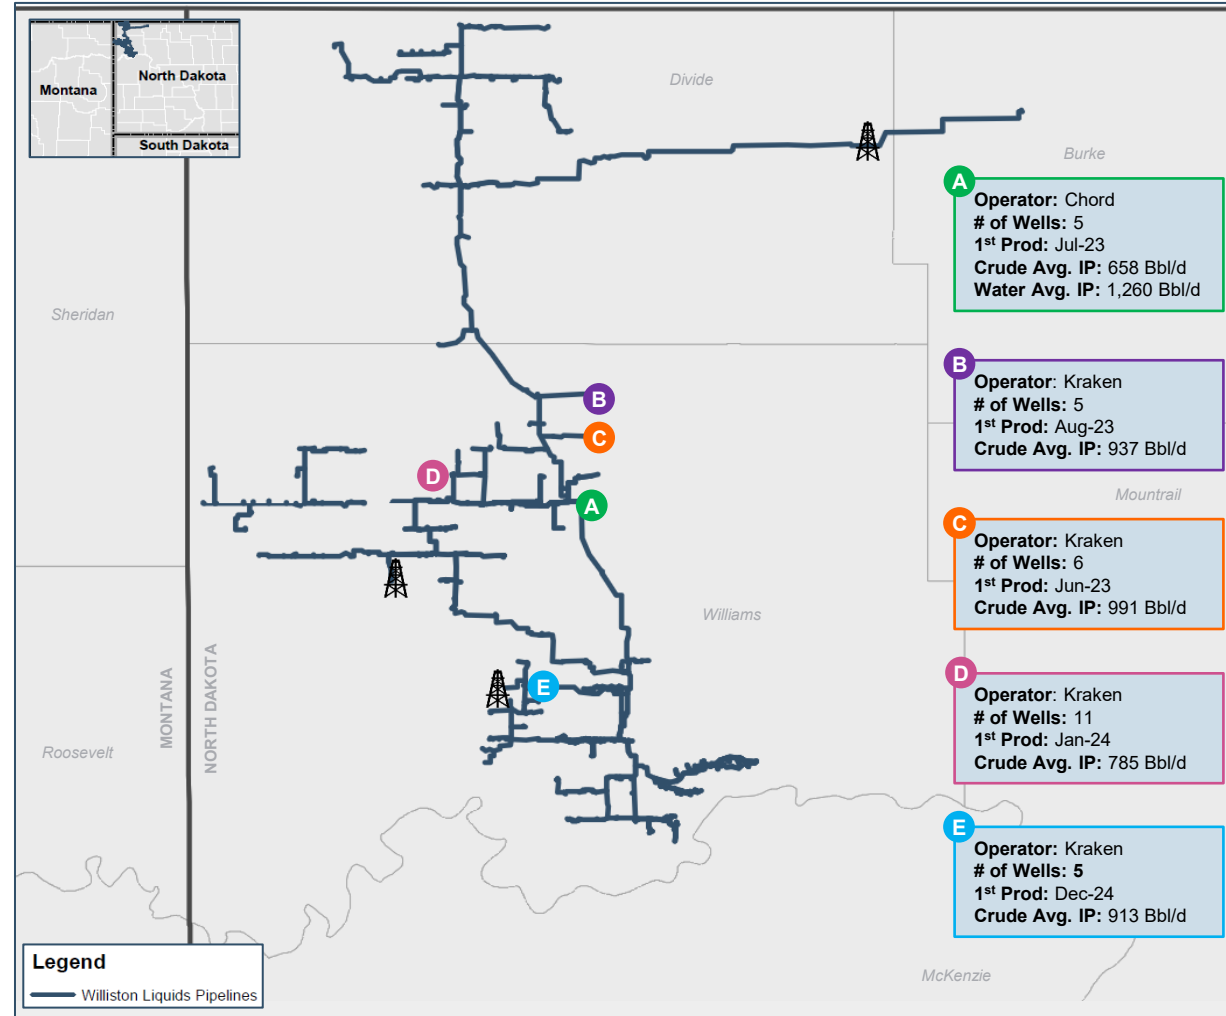 Montana
North Dakota
South Dakota
Divide
Burke
Sheridan
Mountrail
Williams
Roosevelt
McKenzie
MONTANA
NORTH DAKOTA
B
C
D
A
E
A
Operator: Chord
# of Wells: 5
1st Prod: Jul-23
Crude Avg. IP: 658 Bbl/d
Water Avg. IP: 1,260 Bbl/d
B
Operator: Kraken
# of Wells: 5
1st Prod: Aug-23
Crude Avg. IP: 937 Bbl/d
C
Operator: Kraken
# of Wells: 6
1st Prod: Jun-23
Crude Avg. IP: 991 Bbl/d
D
Operator: Kraken
# of Wells: 11
1st Prod: Jan-24
Crude Avg. IP: 785 Bbl/d
E
Operator: Kraken
# of Wells: 5
1st Prod: Dec-24
Crude Avg. IP: 913 Bbl/d
Legend
Williston Liquids Pipelines